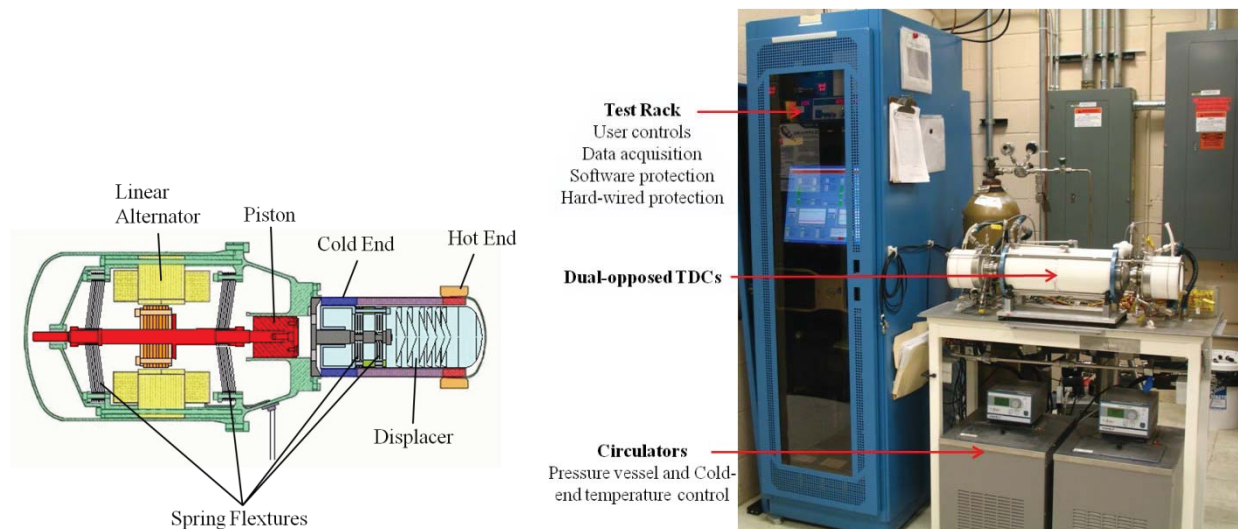 Linear
Alternator
Piston
Cold End
Hot End
Displacer
Spring Flextures
Test Rack
User controls
Data acquisition
Software protection
Hard-wired protection
Dual-opposed TDCs
Circulators
Pressure vessel and Cold-
end temperature control